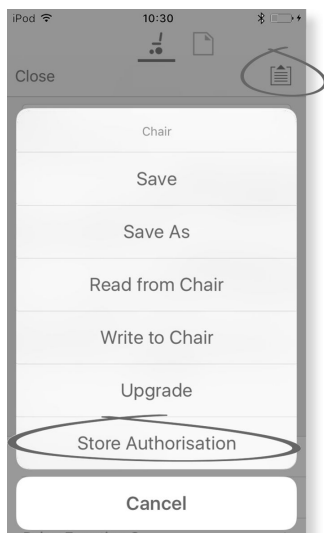 iPod 10:30
Close
Chair
Save
Save As
Read from Chair
Write to Chair
Upgrade
Store Authorisation
Cancel